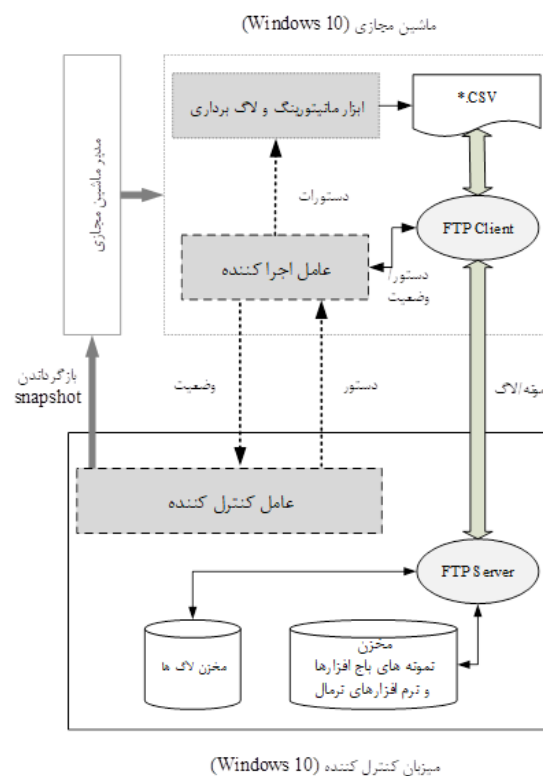 ماشین مجازی (Windows 10)
ابزار مانیتورینگ و لاگ برداری
*.CSV
مدیر ماشین مجازی
دستورات
FTP Client
عامل اجرا کننده
دستور/
وضعیت
بازگرداندن
snapshot
وضعیت
دستور
مونه/لاگ
عامل کنترل کننده
FTP Server
مخزن لاگ ها
مخزن
نمونه های باج افزارها
و نرم افزارهای نرمال
میزبان کنترل کننده (Windows 10)